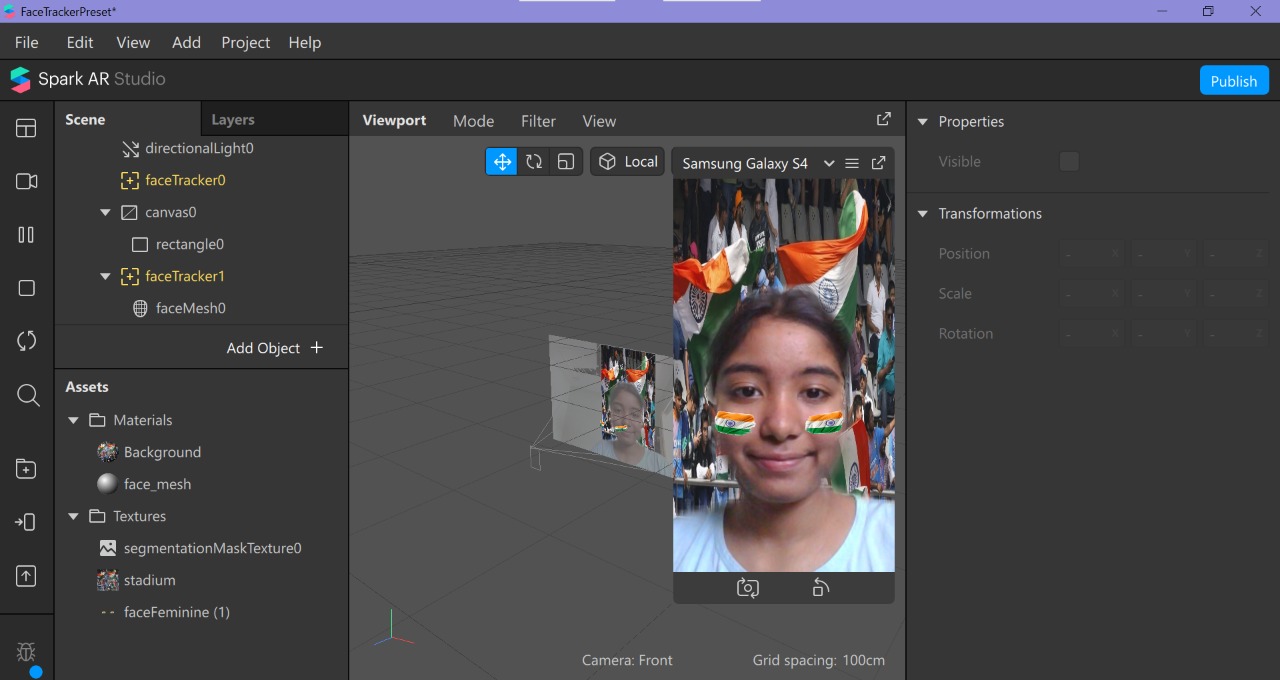 FaceTrackerPreset*
File Edit View Add Project Help
Spark AR Studio
Publish
Scene Layers
directionalLight0
faceTracker0
canvas0
rectangle0
faceTracker1
faceMesh0
Add Object +
Assets
Materials
Background
face_mesh
Textures
segmentationMaskTexture0
stadium
faceFeminine (1)
Viewport Mode Filter View
Local
Samsung Galaxy S4
Camera: Front
Grid spacing: 100cm
Properties
Visible
Transformations
Position - X - Y - Z
Scale - X - Y - Z
Rotation - X - Y - Z